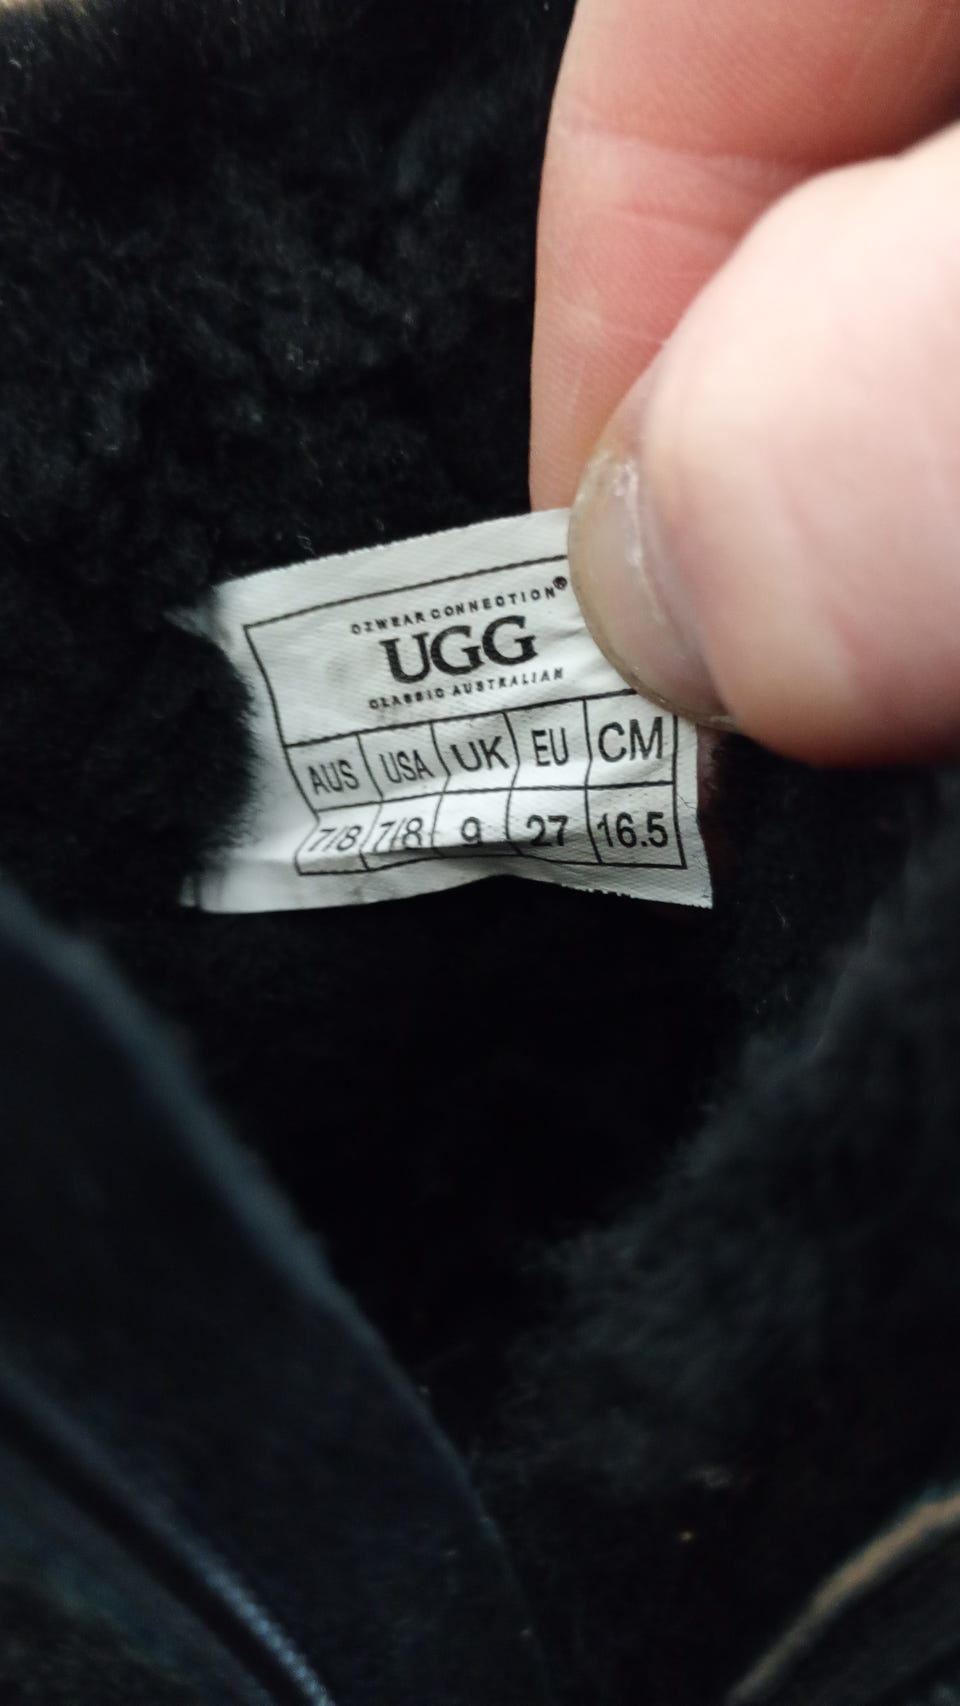 OZWEAR CONNECTION®
UGG
CLASSIC AUSTRALIAN
AUS USA UK EU CM
7/8 7/8 9 27 16.5